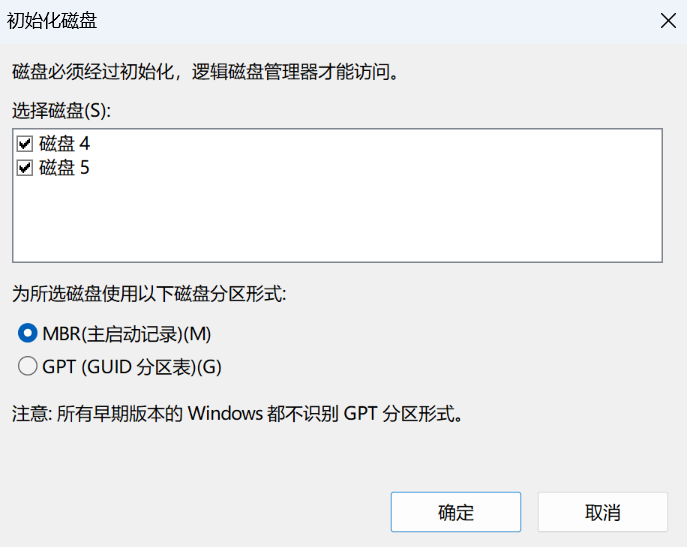 初始化磁盘
磁盘必须经过初始化，逻辑磁盘管理器才能访问。
选择磁盘(S):
磁盘 4
磁盘 5
为所选磁盘使用以下磁盘分区形式:
MBR(主启动记录)(M)
GPT (GUID 分区表)(G)
注意: 所有早期版本的 Windows 都不识别 GPT 分区形式。
确定
取消